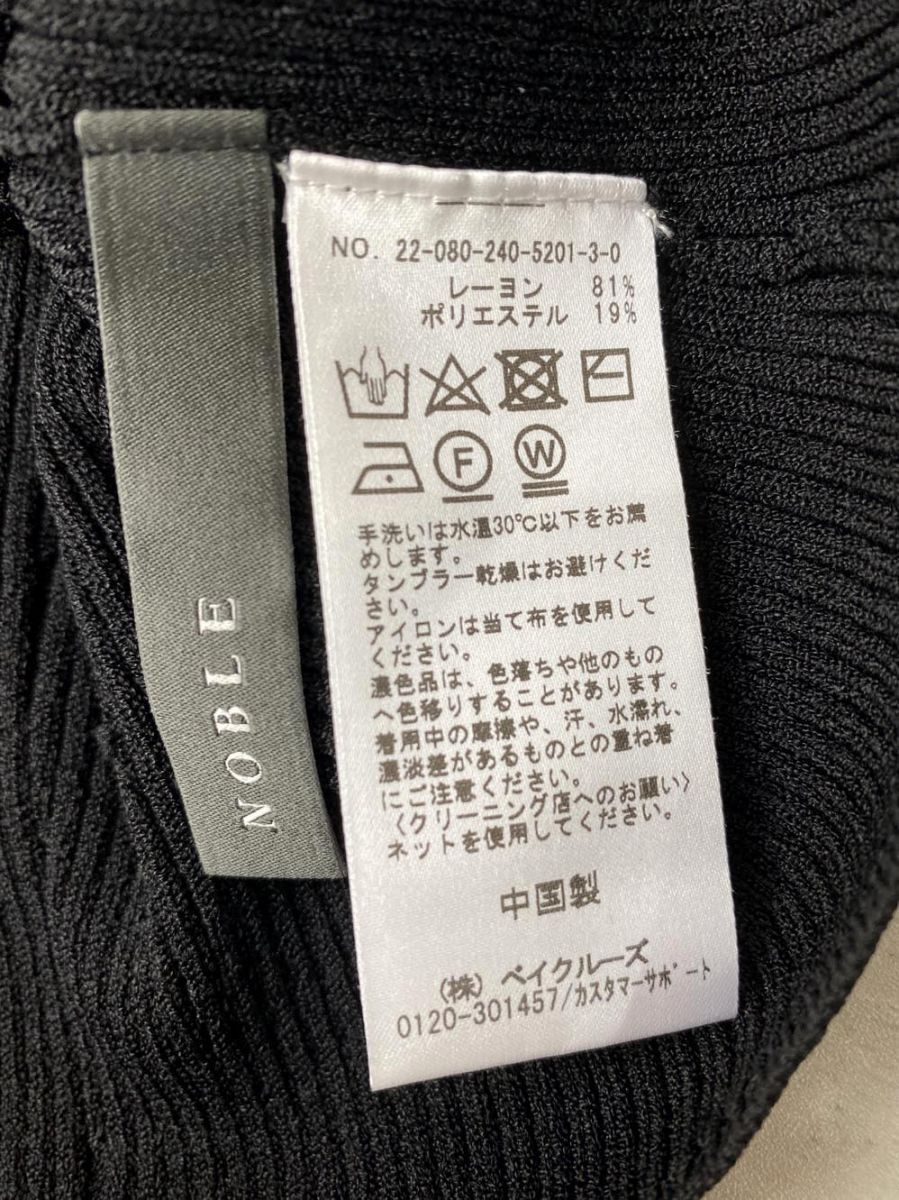 NOBLE
NO. 22-080-240-5201-3-0
レーヨン 81%
ポリエステル 19%
F
W
手洗いは水温30℃以下をお薦
めします。
タンブラー乾燥はお避けくだ
さい。
アイロンは当て布を使用して
ください。
濃色品は、色落ちや他のもの
へ色移りすることがあります。
着用中の摩擦や、汗、水濡れ、
濃淡差があるものとの重ね着
にご注意ください。
〈クリーニング店へのお願い〉
ネットを使用してください。
中国製
(株) ベイクルーズ
0120-301457/カスタマーサポート